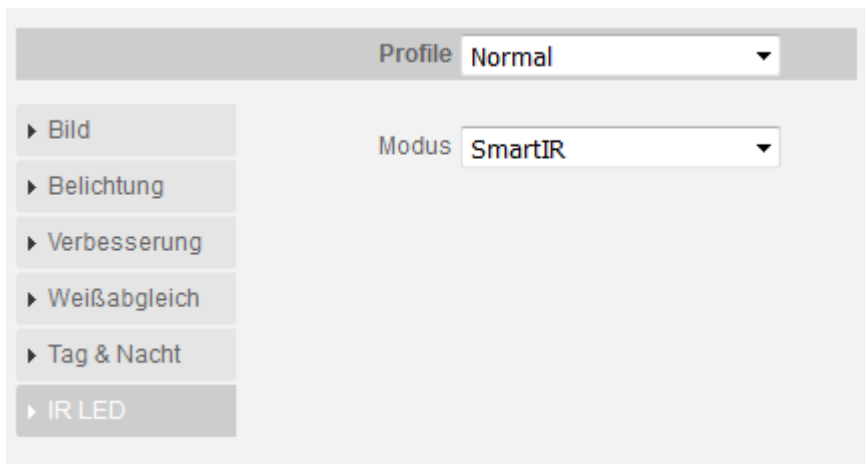 Profile Normal
Bild
Modus SmartIR
Belichtung
Verbesserung
Weißabgleich
Tag & Nacht
IR LED